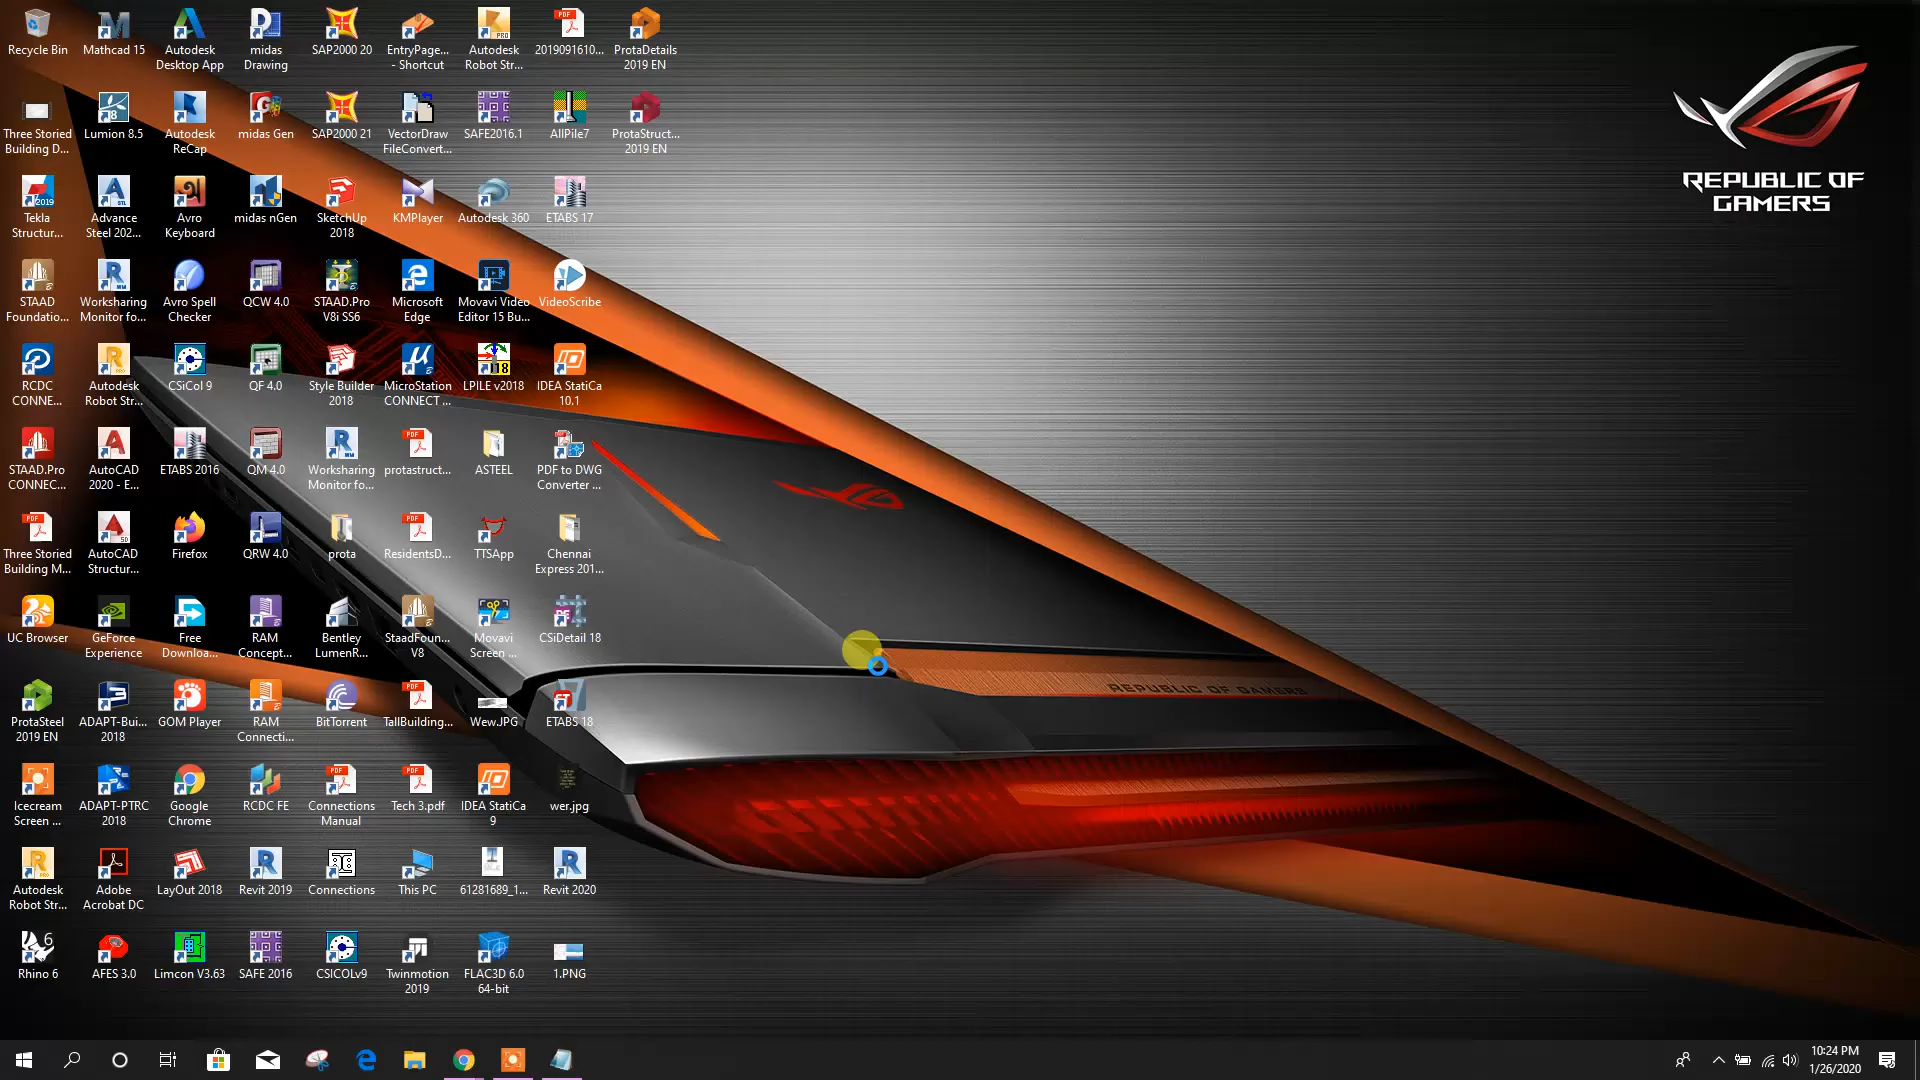 Recycle Bin
Mathcad 15
Autodesk
Desktop App
midas
Drawing
SAP2000 20
EntryPage...
- Shortcut
Autodesk
Robot Str...
2019091610...
ProtaDetails
2019 EN
Three Storied
Building D...
Lumion 8.5
Autodesk
ReCap
midas Gen
SAP2000 21
VectorDraw
FileConvert...
SAFE2016.1
AllPile7
ProtaStruct...
2019 EN
Tekla
Structur...
Advance
Steel 202...
Avro
Keyboard
midas nGen
SketchUp
2018
KMPlayer
Autodesk 360
ETABS 17
STAAD
Foundatio...
Worksharing
Monitor fo...
Avro Spell
Checker
QCW 4.0
STAAD.Pro
V8i SS6
Microsoft
Edge
Movavi Video
Editor 15 Bu...
VideoScribe
RCDC
CONNE...
Autodesk
Robot Str...
CSiCol 9
QF 4.0
Style Builder
2018
MicroStation
CONNECT ...
LPILE v2018
IDEA StatiCa
10.1
STAAD.Pro
CONNEC...
AutoCAD
2020 - E...
ETABS 2016
QM 4.0
Worksharing
Monitor fo...
protastruct...
ASTEEL
PDF to DWG
Converter ...
Three Storied
Building M...
AutoCAD
Structur...
Firefox
QRW 4.0
prota
ResidentsD...
TTSApp
Chennai
Express 201...
UC Browser
GeForce
Experience
Free
Downloa...
RAM
Concept...
Bentley
LumenR...
StaadFoun...
V8
Movavi
Screen ...
CSiDetail 18
ProtaSteel
2019 EN
ADAPT-Bui...
2018
GOM Player
RAM
Connecti...
BitTorrent
TallBuilding...
Wew.JPG
ETABS 18
Icecream
Screen ...
ADAPT-PTRC
2018
Google
Chrome
RCDC FE
Connections
Manual
Tech 3.pdf
IDEA StatiCa
9
wer.jpg
Autodesk
Robot Str...
Adobe
Acrobat DC
LayOut 2018
Revit 2019
Connections
This PC
61281689_1...
Revit 2020
Rhino 6
AFES 3.0
Limcon V3.63
SAFE 2016
CSICOLv9
Twinmotion
2019
FLAC3D 6.0
64-bit
1.PNG
REPUBLIC OF
GAMERS
REPUBLIC OF GAMERS
10:24 PM
1/26/2020